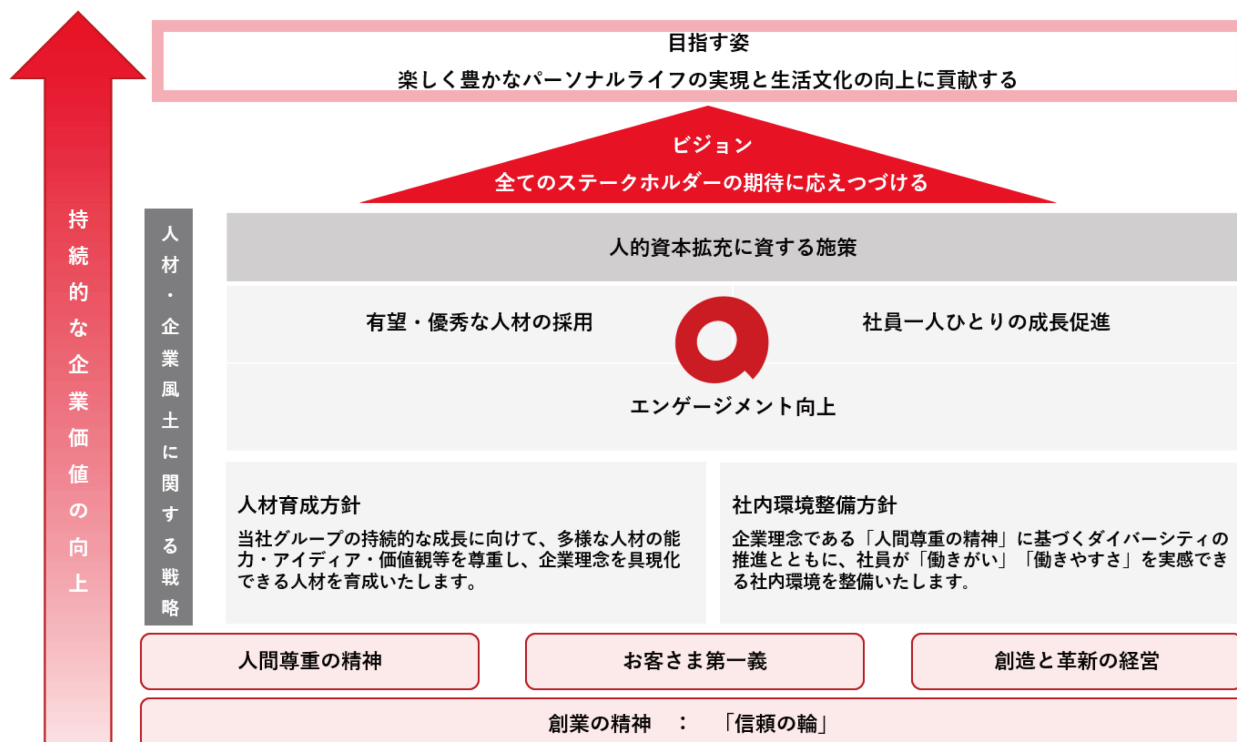 目指す姿
楽しく豊かなパーソナルライフの実現と生活文化の向上に貢献する
ビジョン
全てのステークホルダーの期待に応えつづける
持続的な企業価値の向上
人材・企業風土に関する戦略
人的資本拡充に資する施策
有望・優秀な人材の採用
社員一人ひとりの成長促進
エンゲージメント向上
人材育成方針
当社グループの持続的な成長に向けて、多様な人材の能
力・アイディア・価値観等を尊重し、企業理念を具現化
できる人材を育成いたします。
社内環境整備方針
企業理念である「人間尊重の精神」に基づくダイバーシティの
推進とともに、社員が「働きがい」「働きやすさ」を実感でき
る社内環境を整備いたします。
人間尊重の精神
お客さま第一義
創造と革新の経営
創業の精神 ： 「信頼の輪」